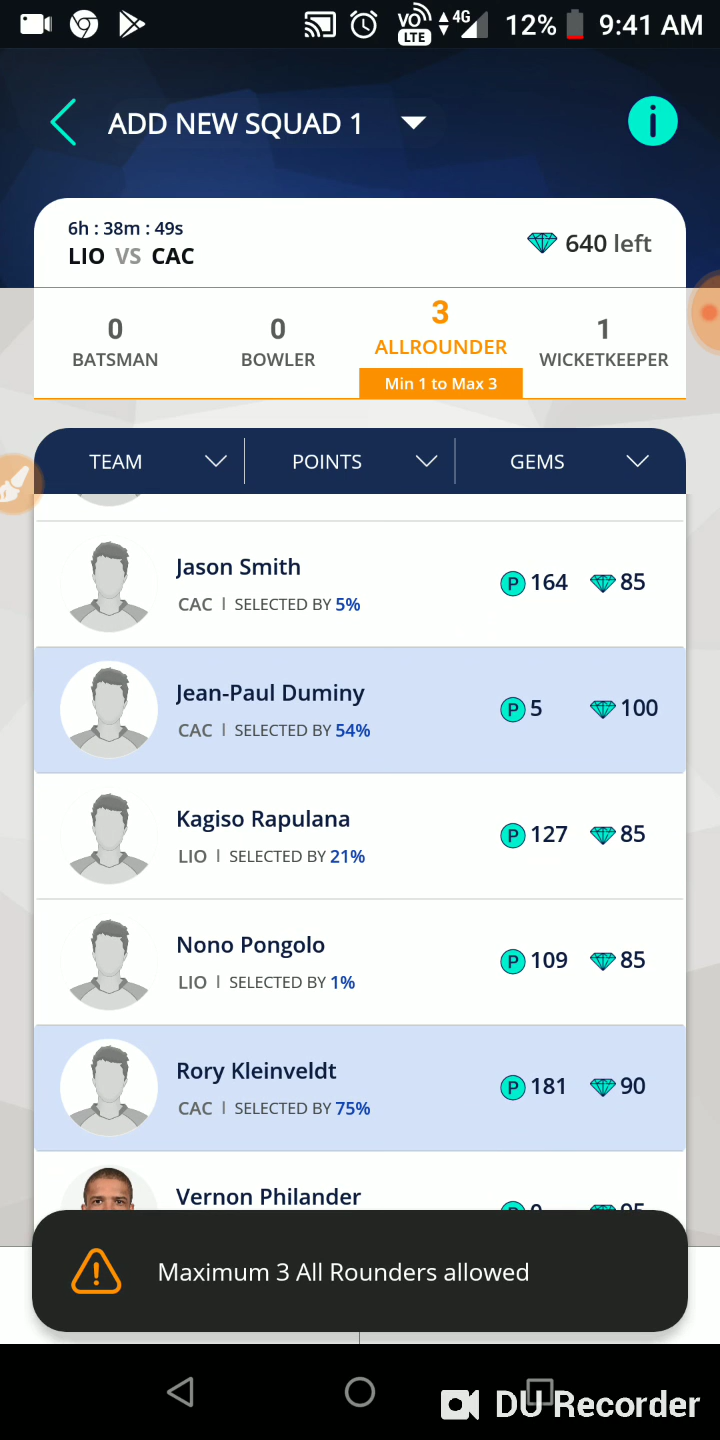 VO LTE 4G 12% 9:41 AM
ADD NEW SQUAD 1
i
6h : 38m : 49s
LIO VS CAC
640 left
0 0 3 1
BATSMAN BOWLER ALLROUNDER WICKETKEEPER
Min 1 to Max 3
TEAM POINTS GEMS
Jason Smith
P 164 85
CAC | SELECTED BY 5%
Jean-Paul Duminy
P 5 100
CAC | SELECTED BY 54%
Kagiso Rapulana
P 127 85
LIO | SELECTED BY 21%
Nono Pongolo
P 109 85
LIO | SELECTED BY 1%
Rory Kleinveldt
P 181 90
CAC | SELECTED BY 75%
Vernon Philander
Maximum 3 All Rounders allowed
DU Recorder